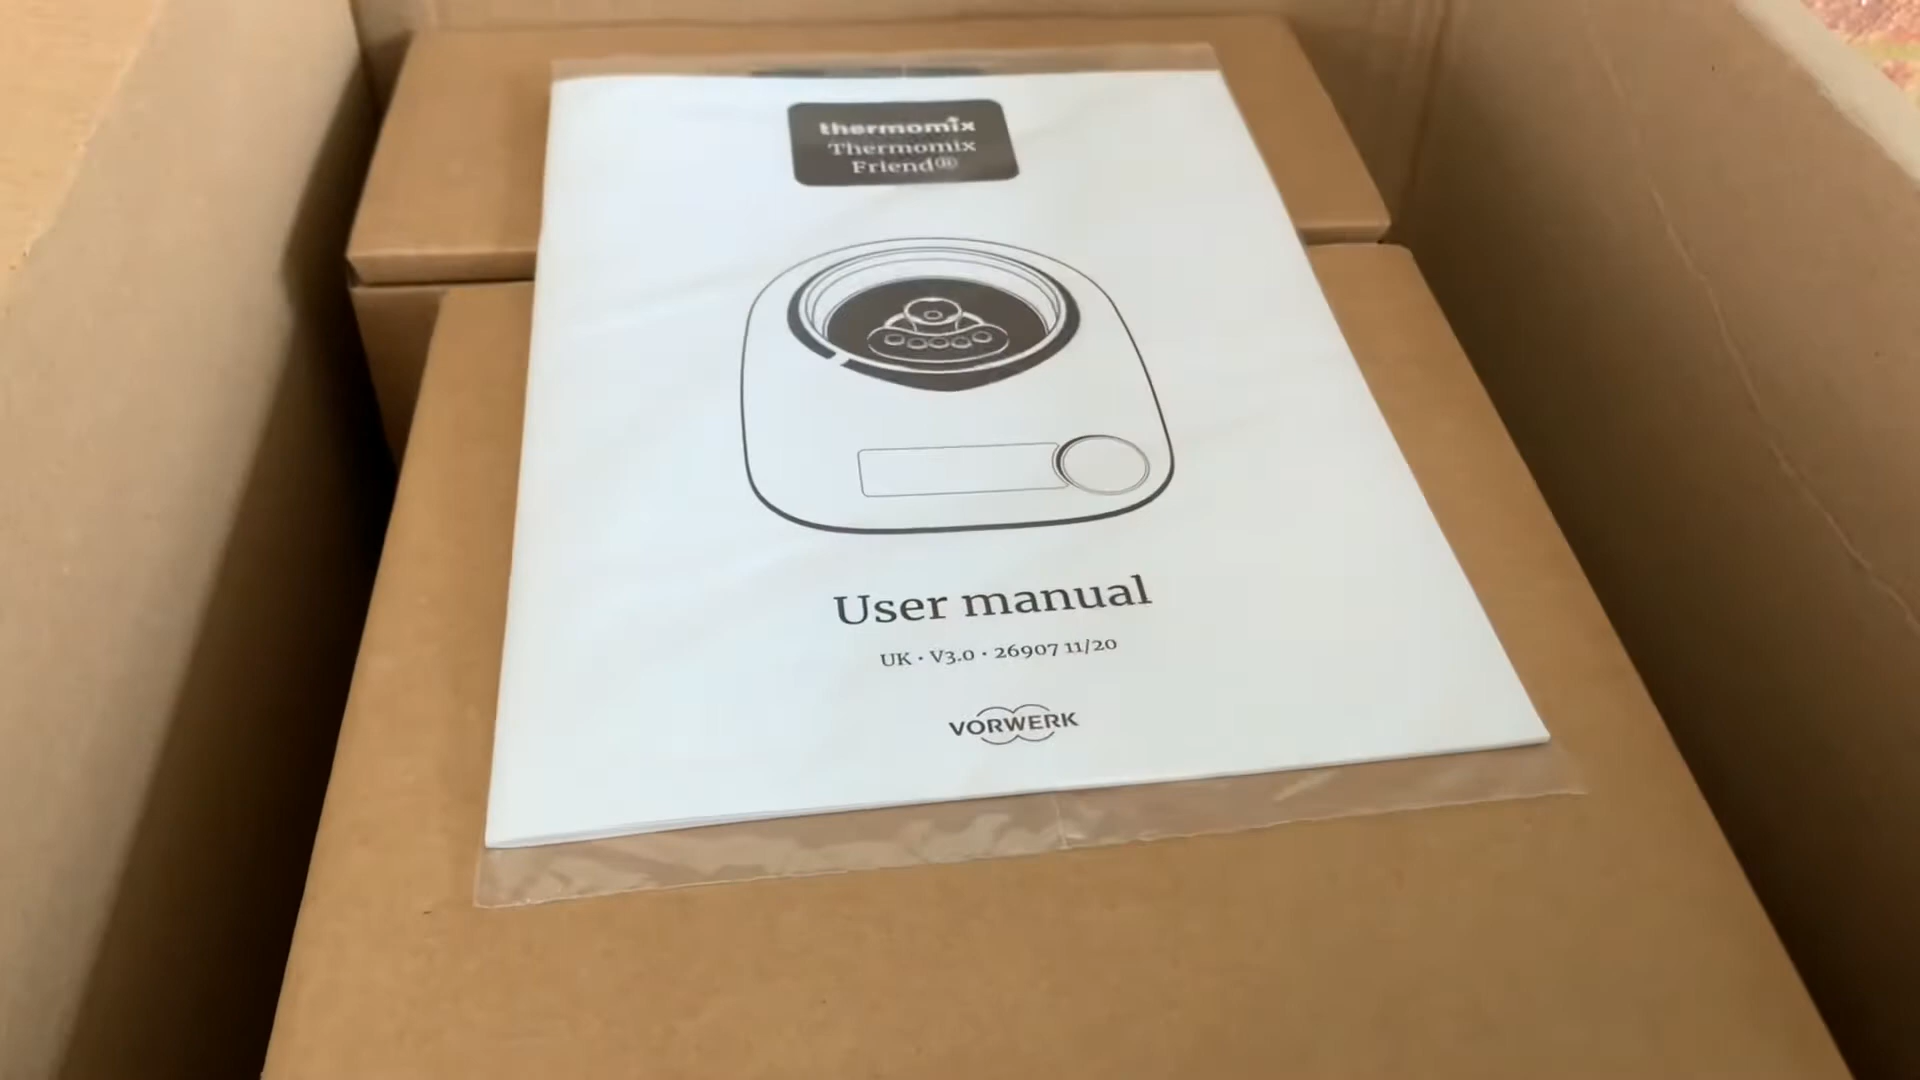 thermomix
Thermomix
Friend®
User manual
UK · V3.0 · 26907 11/20
VORWERK